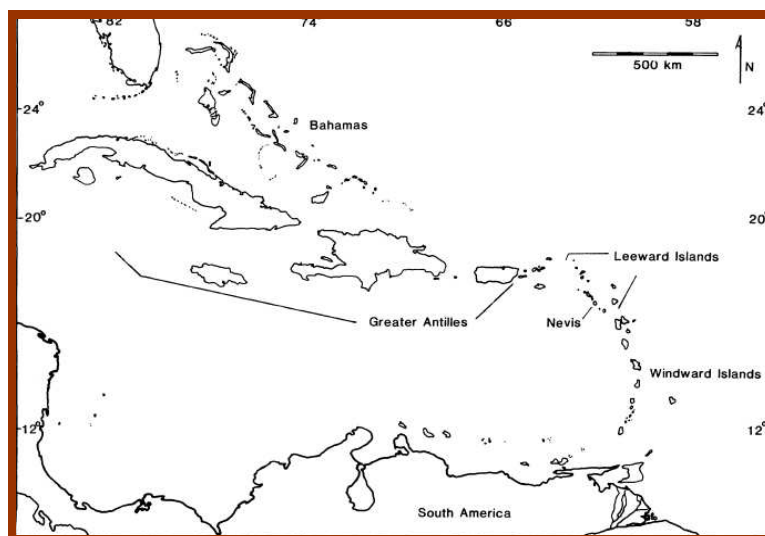 82 74 66 58
500 km
N
24° 24°
Bahamas
20° 20°
Leeward Islands
Greater Antilles
Nevis
Windward Islands
12° 12°
South America